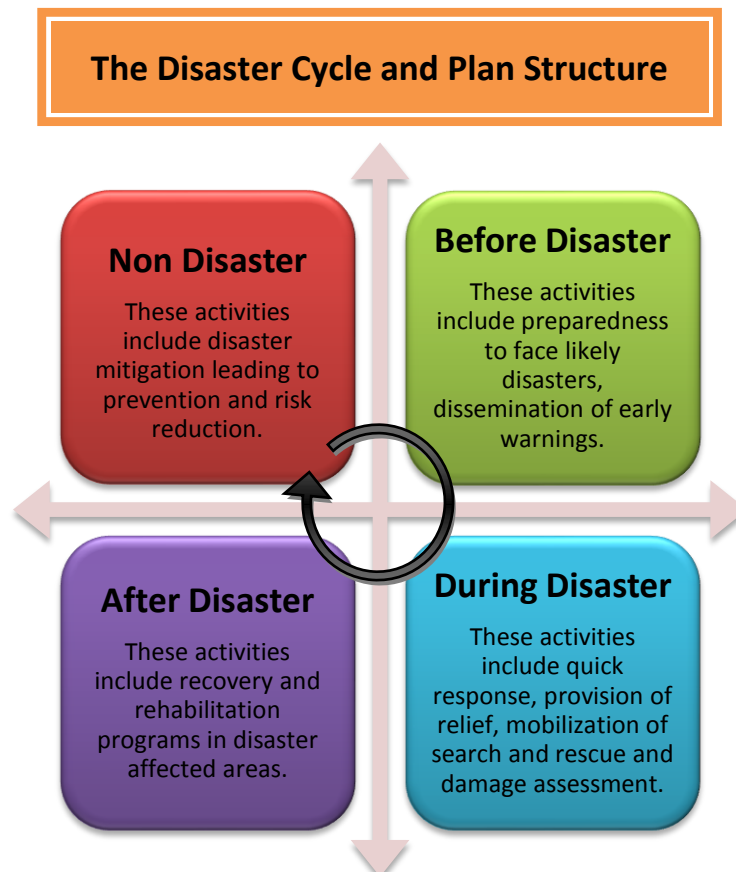 The Disaster Cycle and Plan Structure
Non Disaster
These activities
include disaster
mitigation leading to
prevention and risk
reduction.
Before Disaster
These activities
include preparedness
to face likely
disasters,
dissemination of early
warnings.
After Disaster
These activities
include recovery and
rehabilitation
programs in disaster
affected areas.
During Disaster
These activities
include quick
response, provision of
relief, mobilization of
search and rescue and
damage assessment.